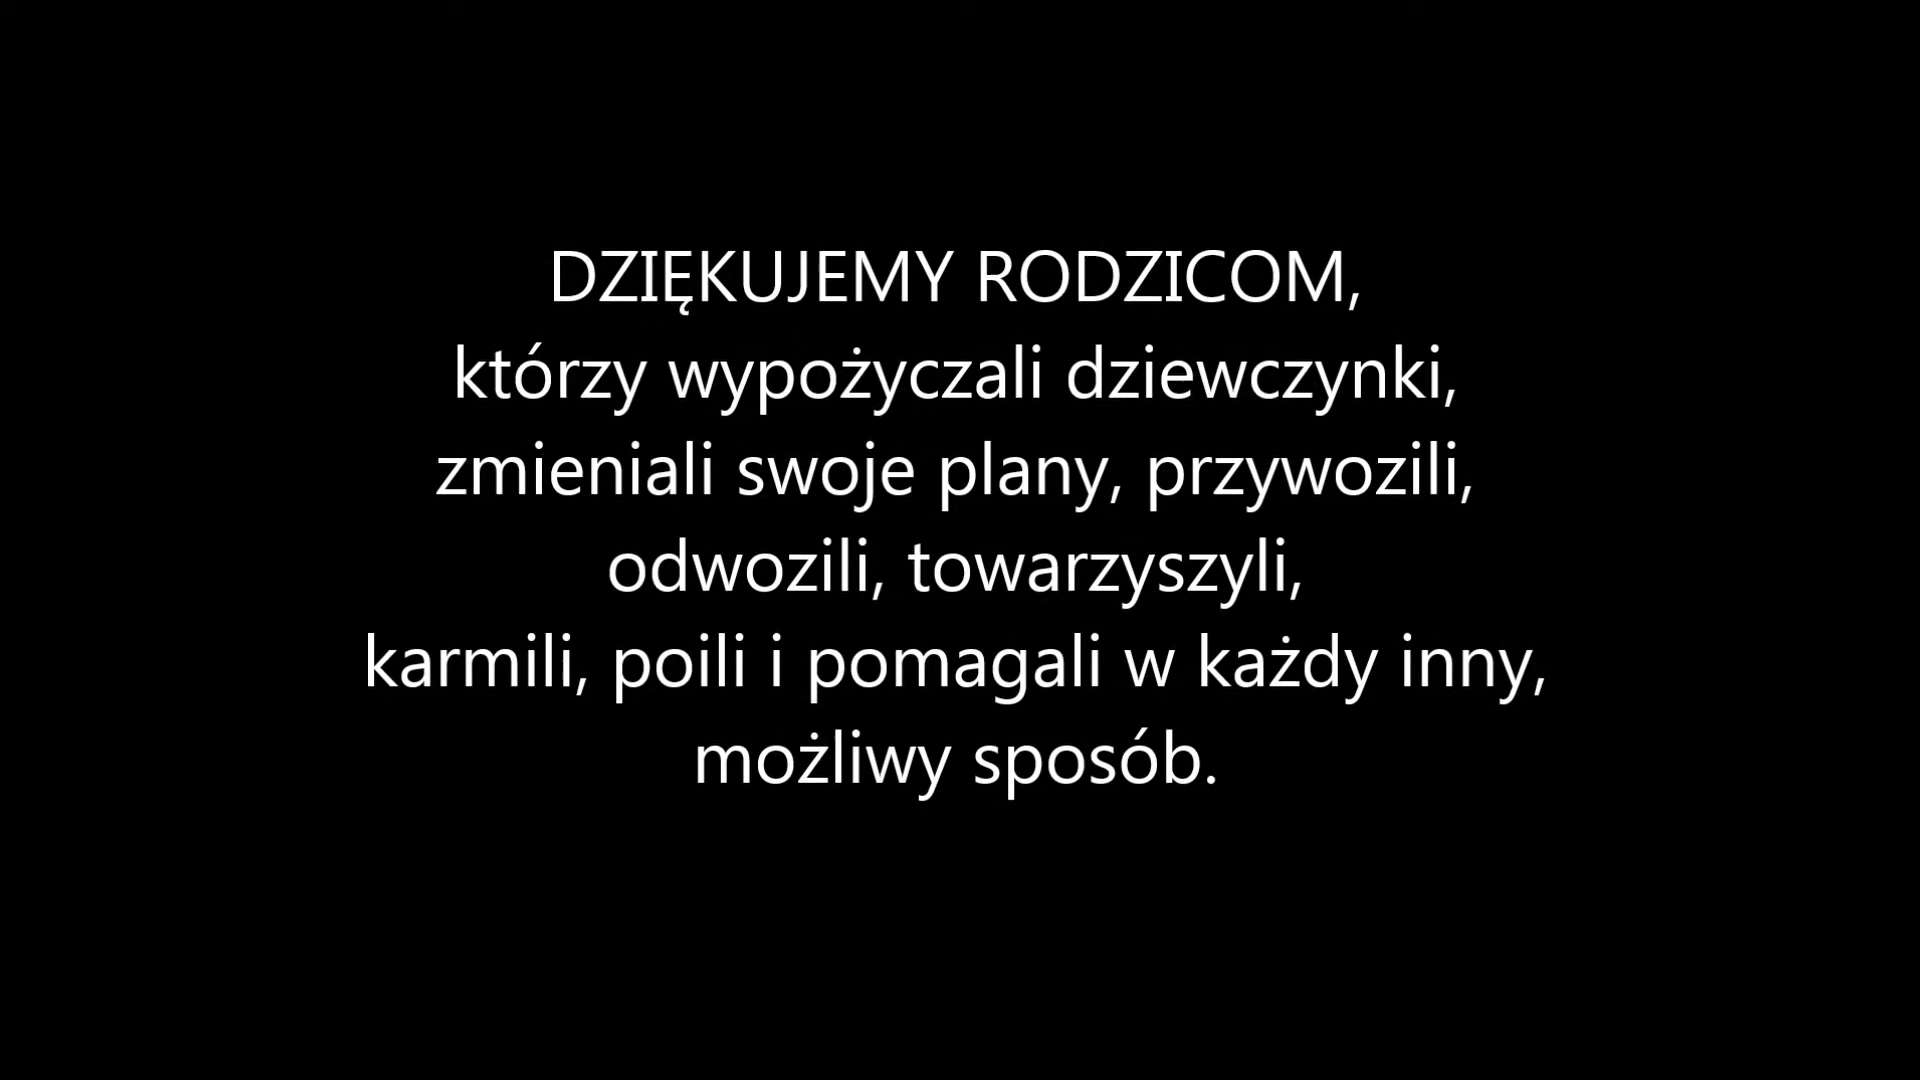 DZIĘKUJEMY RODZICOM,
którzy wypożyczali dziewczynki,
zmieniali swoje plany, przywozili,
odwozili, towarzyszyli,
karmili, poili i pomagali w każdy inny,
możliwy sposób.